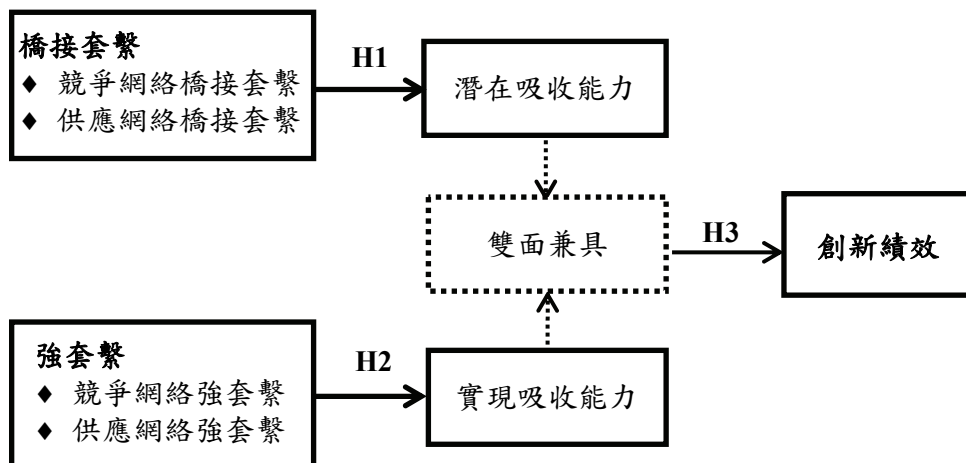 橋接套繫
♦ 競爭網絡橋接套繫
♦ 供應網絡橋接套繫
H1
潛在吸收能力
雙面兼具
H3
創新績效
強套繫
♦ 競爭網絡強套繫
♦ 供應網絡強套繫
H2
實現吸收能力